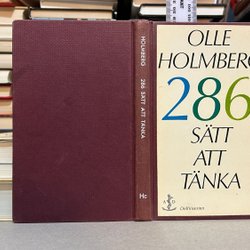 HOLMBERG 286 SÄTT ATT TÄNKA
Hc
OLLE
HOLMBERG
286
SÄTT
ATT
TÄNKA